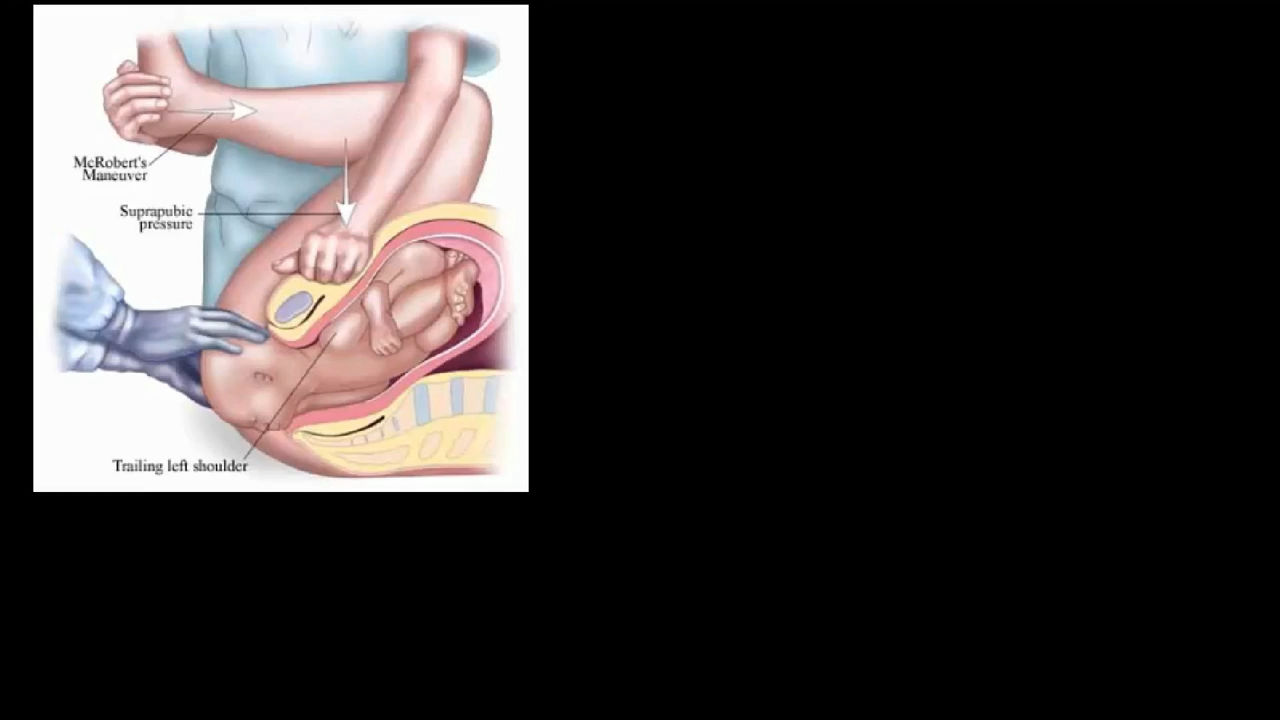 McRobert's
Maneuver
Suprapubic
pressure
Trailing left shoulder